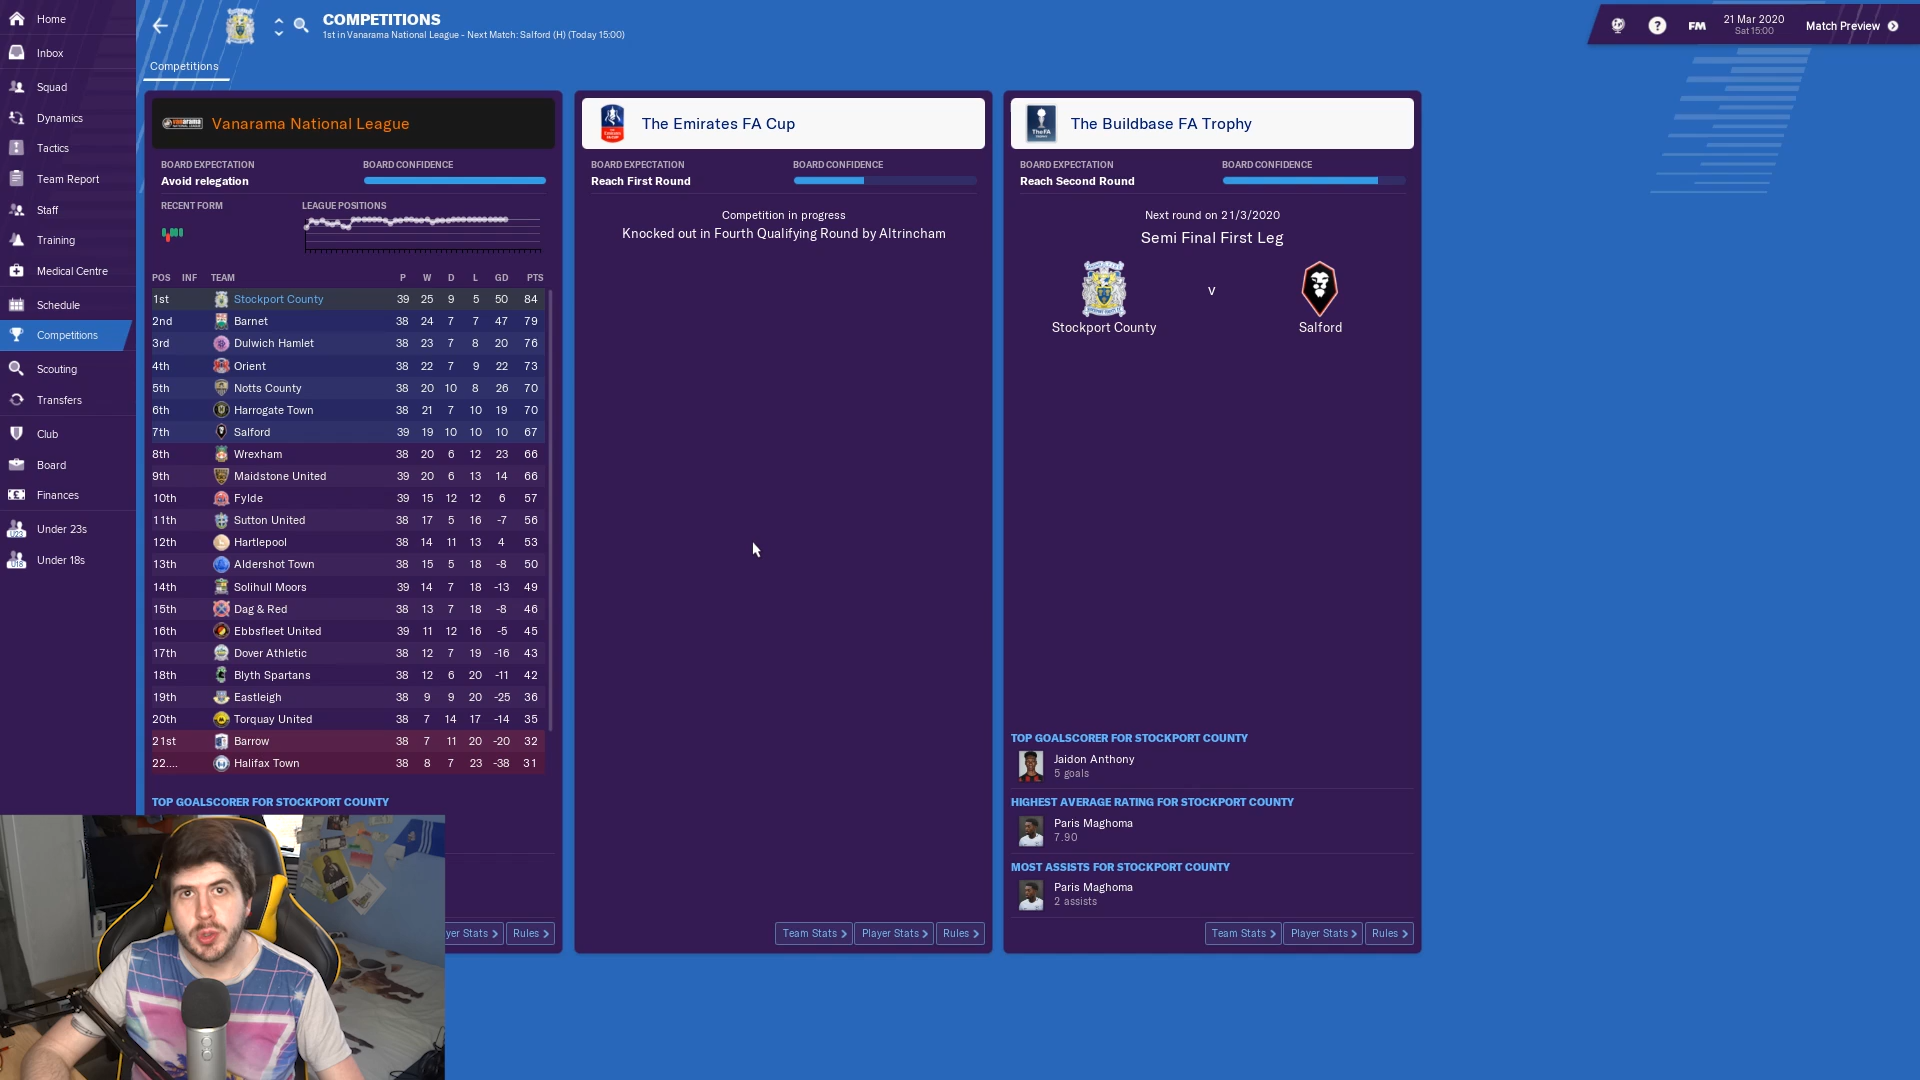 Home
Inbox
Squad
Dynamics
Tactics
Team Report
Staff
Training
Medical Centre
Schedule
Competitions
Scouting
Transfers
Club
Board
Finances
Under 23s
Under 18s
COMPETITIONS
1st in Vanarama National League - Next Match: Salford (H) (Today 15:00)
FM
21 Mar 2020
Sat 15:00
Match Preview
Competitions
Vanarama National League
BOARD EXPECTATION BOARD CONFIDENCE
Avoid relegation
RECENT FORM LEAGUE POSITIONS
POS INF TEAM P W D L GD PTS
1st Stockport County 39 25 9 5 50 84
2nd Barnet 38 24 7 7 47 79
3rd Dulwich Hamlet 38 23 7 8 20 76
4th Orient 38 22 7 9 22 73
5th Notts County 38 20 10 8 26 70
6th Harrogate Town 38 21 7 10 19 70
7th Salford 39 19 10 10 10 67
8th Wrexham 38 20 6 12 23 66
9th Maidstone United 39 20 6 13 14 66
10th Fylde 39 15 12 12 6 57
11th Sutton United 38 17 5 16 -7 56
12th Hartlepool 38 14 11 13 4 53
13th Aldershot Town 38 15 5 18 -8 50
14th Solihull Moors 39 14 7 18 -13 49
15th Dag & Red 38 13 7 18 -8 46
16th Ebbsfleet United 39 11 12 16 -5 45
17th Dover Athletic 38 12 7 19 -16 43
18th Blyth Spartans 38 12 6 20 -11 42
19th Eastleigh 38 9 9 20 -25 36
20th Torquay United 38 7 14 17 -14 35
21st Barrow 38 7 11 20 -20 32
22.... Halifax Town 38 8 7 23 -38 31
TOP GOALSCORER FOR STOCKPORT COUNTY
yer Stats Rules
The Emirates FA Cup
BOARD EXPECTATION BOARD CONFIDENCE
Reach First Round
Competition in progress
Knocked out in Fourth Qualifying Round by Altrincham
Team Stats Player Stats Rules
The Buildbase FA Trophy
BOARD EXPECTATION BOARD CONFIDENCE
Reach Second Round
Next round on 21/3/2020
Semi Final First Leg
v
Stockport County Salford
TOP GOALSCORER FOR STOCKPORT COUNTY
Jaidon Anthony
5 goals
HIGHEST AVERAGE RATING FOR STOCKPORT COUNTY
Paris Maghoma
7.90
MOST ASSISTS FOR STOCKPORT COUNTY
Paris Maghoma
2 assists
Team Stats Player Stats Rules